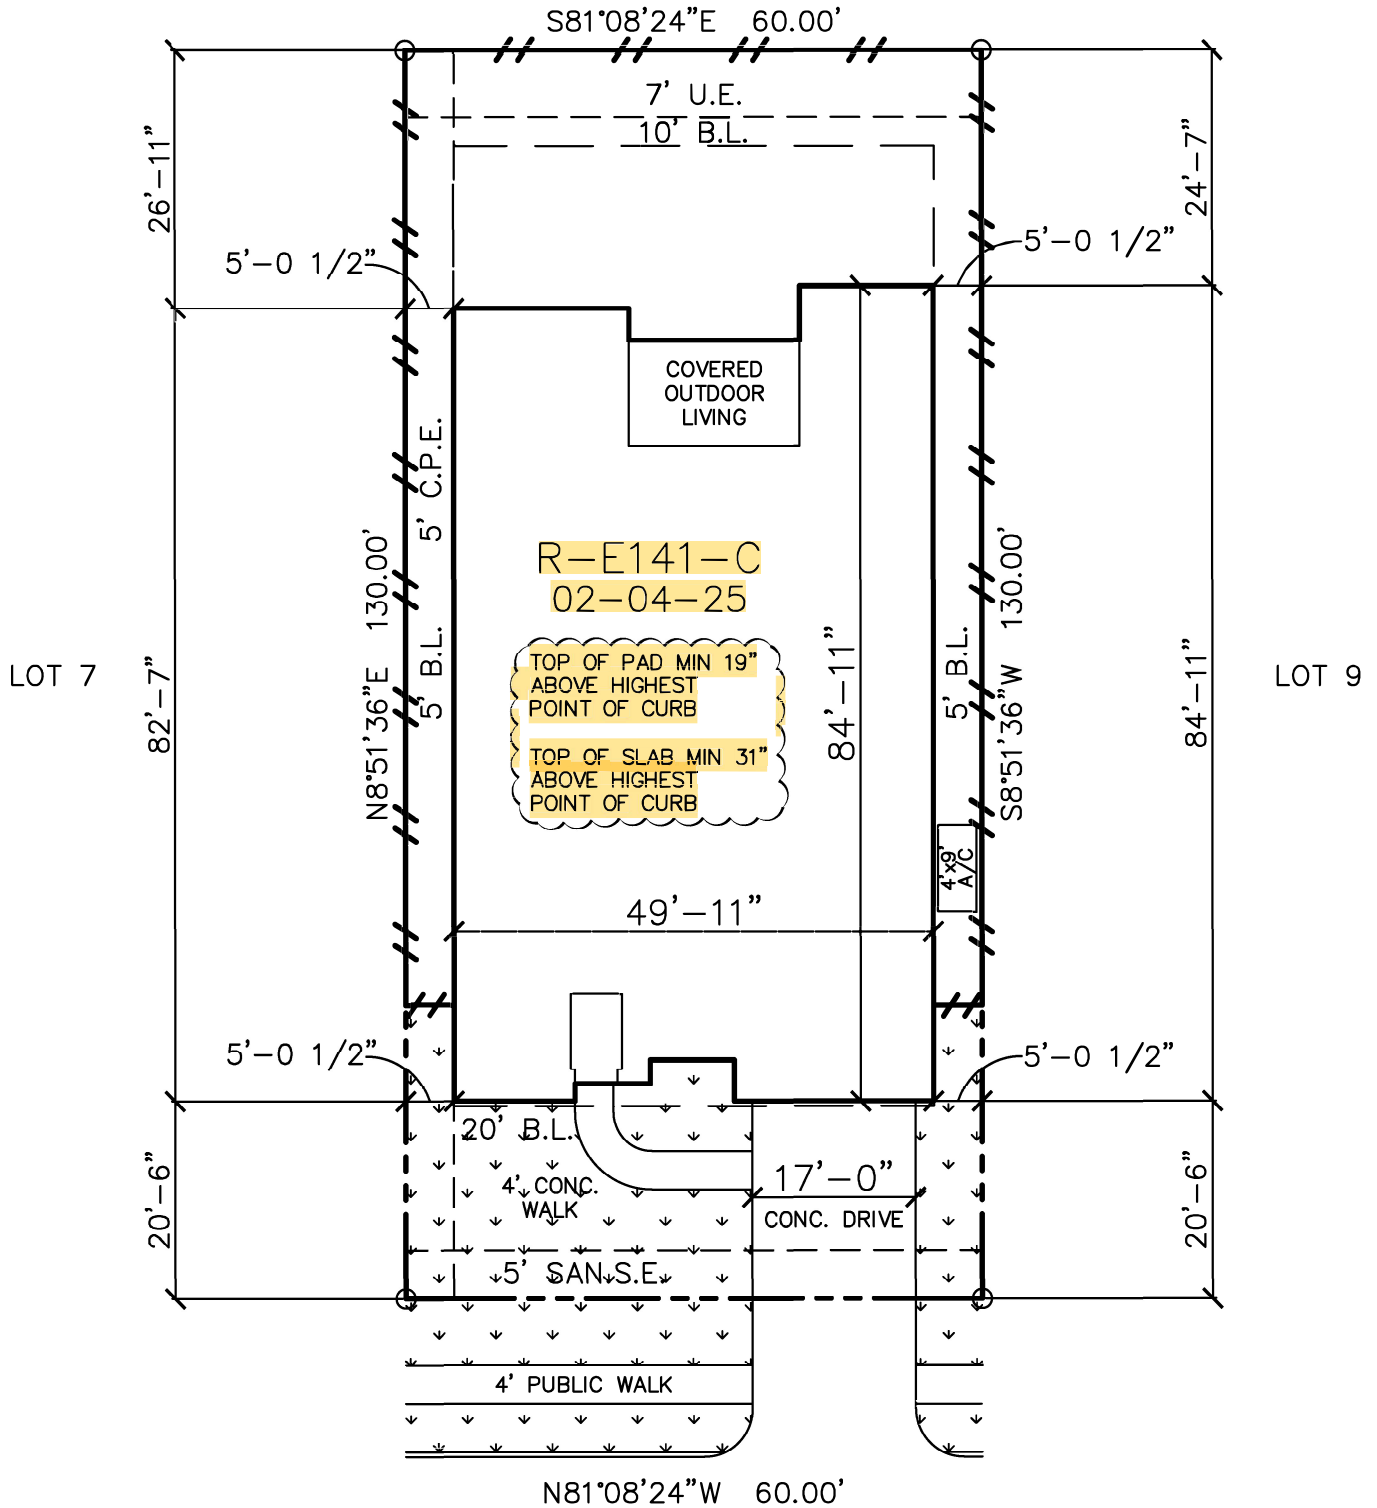 S81°08'24"E 60.00'
7' U.E.
10' B.L.
26'-11"
24'-7"
5'-0 1/2"
5'-0 1/2"
COVERED
OUTDOOR
LIVING
5' B.L. 5' C.P.E.
N8°51'36"E 130.00'
R-E141-C
02-04-25
TOP OF PAD MIN 19"
ABOVE HIGHEST
POINT OF CURB
TOP OF SLAB MIN 31"
ABOVE HIGHEST
POINT OF CURB
84'-11"
5' B.L.
S8°51'36"W 130.00'
LOT 7
82'-7"
84'-11"
LOT 9
4'x9'
A/C
49'-11"
5'-0 1/2"
5'-0 1/2"
20' B.L.
4' CONC.
WALK
17'-0"
CONC. DRIVE
20'-6"
20'-6"
5' SAN.S.E.
4' PUBLIC WALK
N81°08'24"W 60.00'